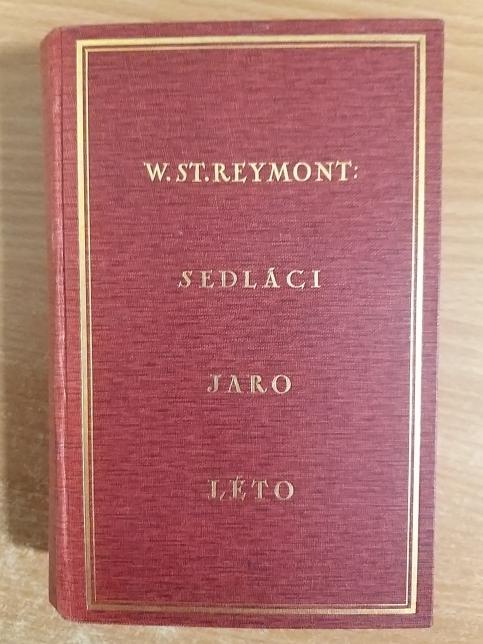 W. ST. REYMONT:
SEDLÁCI
JARO
LÉTO